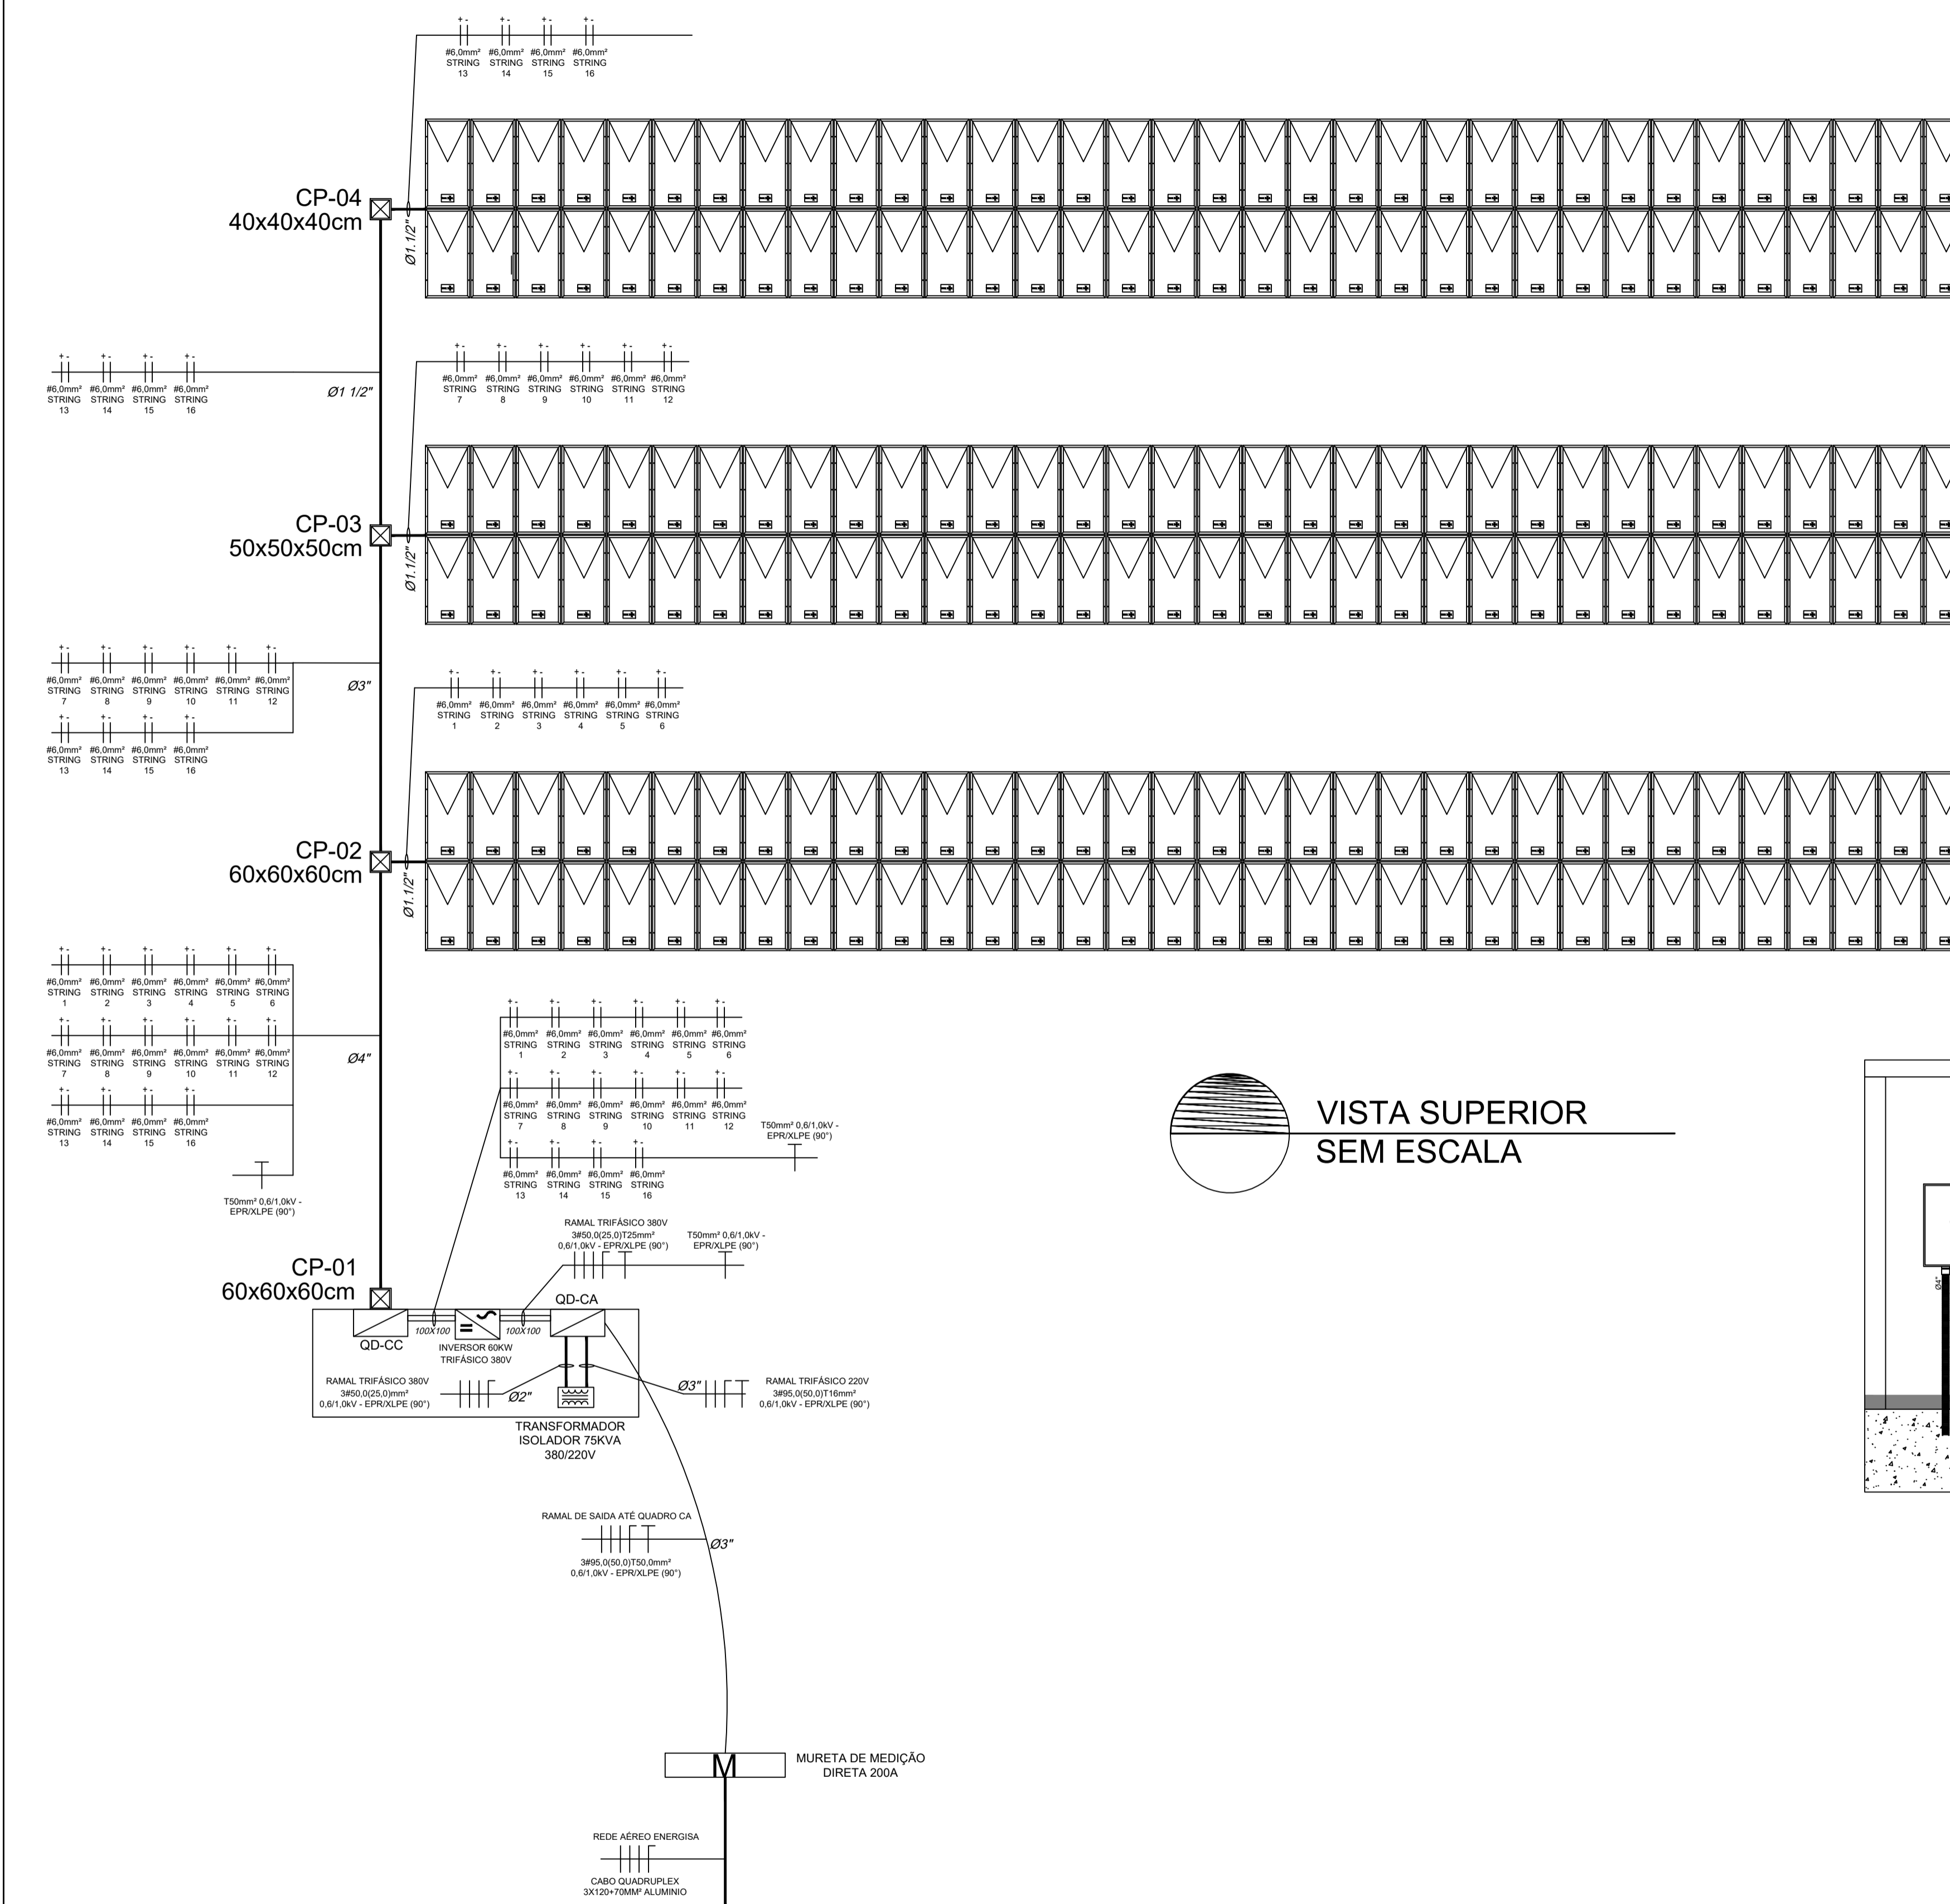 + - + - + - + -
#6,0mm² #6,0mm² #6,0mm² #6,0mm²
STRING STRING STRING STRING
13 14 15 16
CP-04
40x40x40cm
Ø1.1/2"
+ - + - + - + -
#6,0mm² #6,0mm² #6,0mm² #6,0mm²
STRING STRING STRING STRING
13 14 15 16
Ø1 1/2"
+ - + - + - + - + - + -
#6,0mm² #6,0mm² #6,0mm² #6,0mm² #6,0mm² #6,0mm²
STRING STRING STRING STRING STRING STRING
7 8 9 10 11 12
CP-03
50x50x50cm
Ø1.1/2"
+ - + - + - + - + - + -
#6,0mm² #6,0mm² #6,0mm² #6,0mm² #6,0mm² #6,0mm²
STRING STRING STRING STRING STRING STRING
7 8 9 10 11 12
Ø3"
+ - + - + - + -
#6,0mm² #6,0mm² #6,0mm² #6,0mm²
STRING STRING STRING STRING
13 14 15 16
+ - + - + - + - + - + -
#6,0mm² #6,0mm² #6,0mm² #6,0mm² #6,0mm² #6,0mm²
STRING STRING STRING STRING STRING STRING
1 2 3 4 5 6
CP-02
60x60x60cm
Ø1.1/2"
+ - + - + - + - + - + -
#6,0mm² #6,0mm² #6,0mm² #6,0mm² #6,0mm² #6,0mm²
STRING STRING STRING STRING STRING STRING
1 2 3 4 5 6
+ - + - + - + - + - + -
#6,0mm² #6,0mm² #6,0mm² #6,0mm² #6,0mm² #6,0mm²
STRING STRING STRING STRING STRING STRING
7 8 9 10 11 12
Ø4"
+ - + - + - + -
#6,0mm² #6,0mm² #6,0mm² #6,0mm²
STRING STRING STRING STRING
13 14 15 16
T50mm² 0,6/1,0kV -
EPR/XLPE (90°)
+ - + - + - + - + - + -
#6,0mm² #6,0mm² #6,0mm² #6,0mm² #6,0mm² #6,0mm²
STRING STRING STRING STRING STRING STRING
1 2 3 4 5 6
+ - + - + - + - + - + -
#6,0mm² #6,0mm² #6,0mm² #6,0mm² #6,0mm² #6,0mm²
STRING STRING STRING STRING STRING STRING
7 8 9 10 11 12
T50mm² 0,6/1,0kV -
EPR/XLPE (90°)
+ - + - + - + -
#6,0mm² #6,0mm² #6,0mm² #6,0mm²
STRING STRING STRING STRING
13 14 15 16
VISTA SUPERIOR
SEM ESCALA
RAMAL TRIFÁSICO 380V
3#50,0(25,0)T25mm²
0,6/1,0kV - EPR/XLPE (90°)
T50mm² 0,6/1,0kV -
EPR/XLPE (90°)
CP-01
60x60x60cm
QD-CA
Ø4"
100X100
100X100
QD-CC
=
INVERSOR 60KW
TRIFÁSICO 380V
RAMAL TRIFÁSICO 380V
3#50,0(25,0)mm²
0,6/1,0kV - EPR/XLPE (90°)
Ø2"
Ø3"
RAMAL TRIFÁSICO 220V
3#95,0(50,0)T16mm²
0,6/1,0kV - EPR/XLPE (90°)
TRANSFORMADOR
ISOLADOR 75KVA
380/220V
RAMAL DE SAIDA ATÉ QUADRO CA
Ø3"
3#95,0(50,0)T50,0mm²
0,6/1,0kV - EPR/XLPE (90°)
M
MURETA DE MEDIÇÃO
DIRETA 200A
REDE AÉREO ENERGISA
CABO QUADRUPLEX
3X120+70MM² ALUMINIO